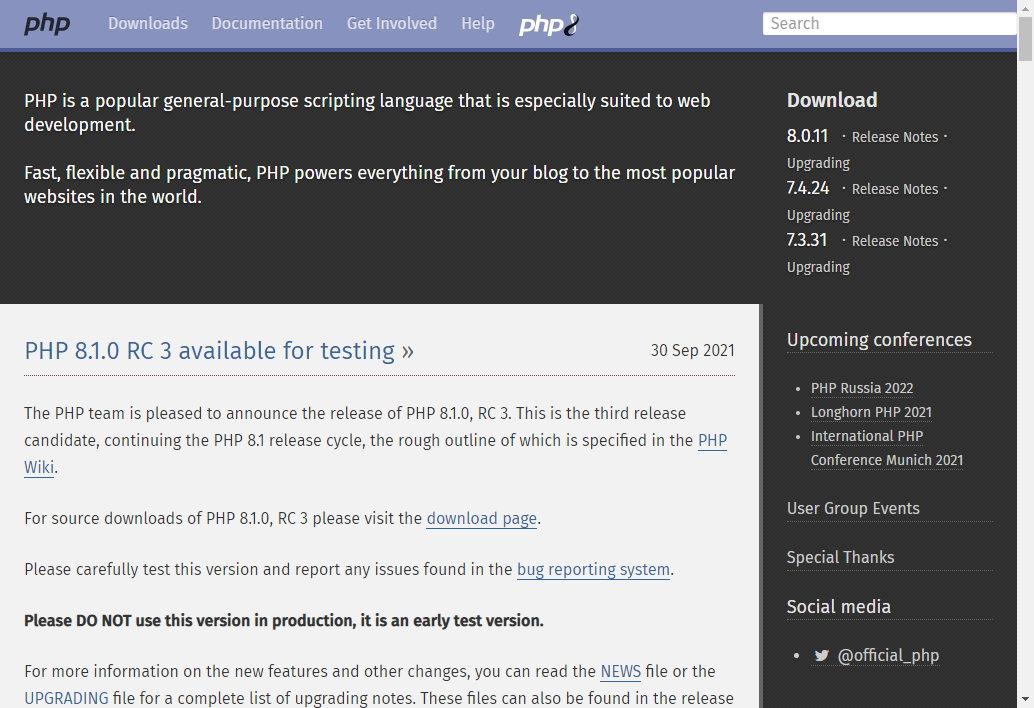 php Downloads Documentation Get Involved Help php8 Search
PHP is a popular general-purpose scripting language that is especially suited to web
development.
Fast, flexible and pragmatic, PHP powers everything from your blog to the most popular
websites in the world.
Download
8.0.11 · Release Notes ·
Upgrading
7.4.24 · Release Notes ·
Upgrading
7.3.31 · Release Notes ·
Upgrading
PHP 8.1.0 RC 3 available for testing » 30 Sep 2021
The PHP team is pleased to announce the release of PHP 8.1.0, RC 3. This is the third release
candidate, continuing the PHP 8.1 release cycle, the rough outline of which is specified in the PHP
Wiki.
For source downloads of PHP 8.1.0, RC 3 please visit the download page.
Please carefully test this version and report any issues found in the bug reporting system.
Please DO NOT use this version in production, it is an early test version.
For more information on the new features and other changes, you can read the NEWS file or the
UPGRADING file for a complete list of upgrading notes. These files can also be found in the release
Upcoming conferences
• PHP Russia 2022
• Longhorn PHP 2021
• International PHP
Conference Munich 2021
User Group Events
Special Thanks
Social media
• @official_php